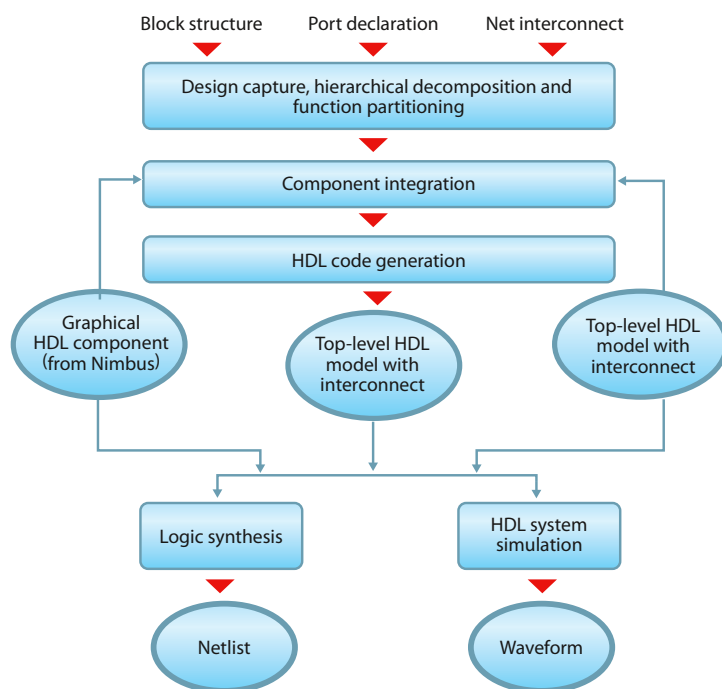 Block structure
Port declaration
Net interconnect
Design capture, hierarchical decomposition and
function partitioning
Component integration
HDL code generation
Graphical
HDL component
(from Nimbus)
Top-level HDL
model with
interconnect
Top-level HDL
model with
interconnect
Logic synthesis
HDL system
simulation
Netlist
Waveform